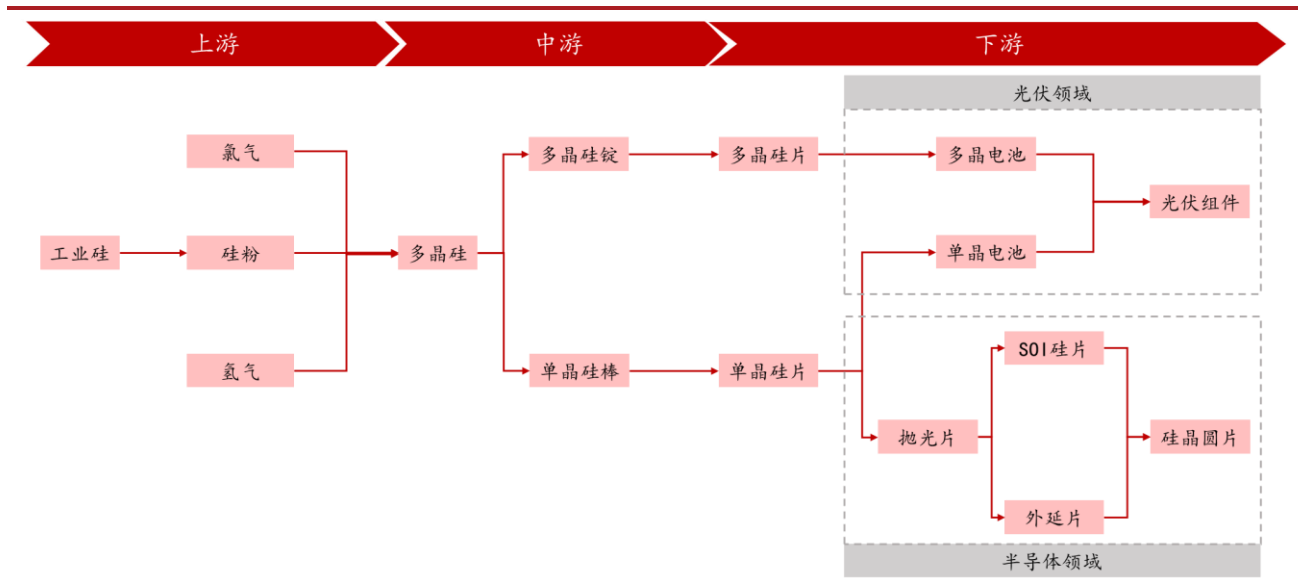 上游
中游
下游
光伏领域
氯气
多晶硅锭
多晶硅片
多晶电池
光伏组件
工业硅
硅粉
多晶硅
单晶电池
氢气
单晶硅棒
单晶硅片
SOI硅片
抛光片
硅晶圆片
外延片
半导体领域